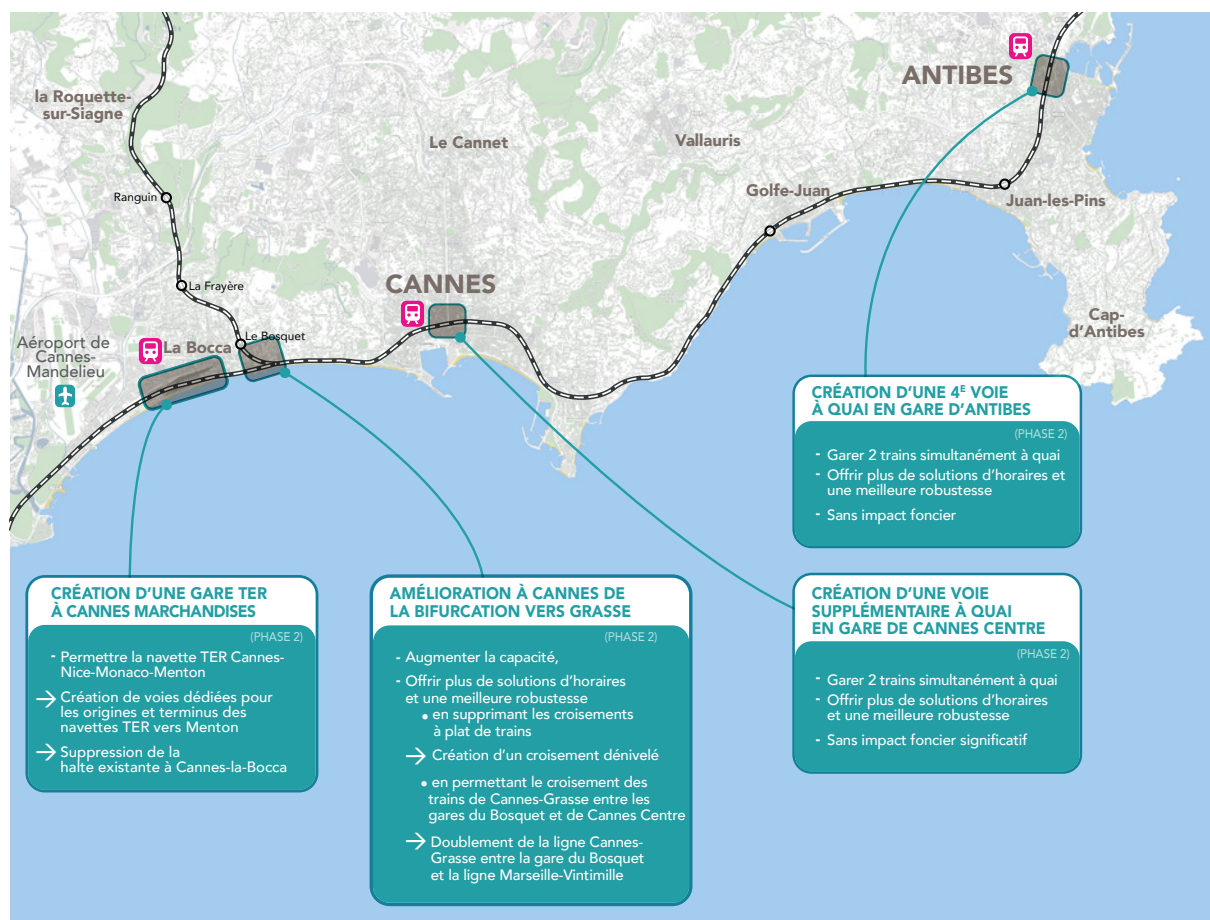 ANTIBES
la Roquette-
sur-Siagne
Le Cannet
Vallauris
Ranguin
Golfe-Juan
Juan-les-Pins
La Frayère
CANNES
Cap-
d'Antibes
Le Bosquet
La Bocca
Aéroport de
Cannes-
Mandelieu
CRÉATION D'UNE 4E VOIE
À QUAI EN GARE D'ANTIBES
(PHASE 2)
- Garer 2 trains simultanément à quai
- Offrir plus de solutions d'horaires et
une meilleure robustesse
- Sans impact foncier
CRÉATION D'UNE GARE TER
À CANNES MARCHANDISES
(PHASE 2)
- Permettre la navette TER Cannes-
Nice-Monaco-Menton
→ Création de voies dédiées pour
les origines et terminus des
navettes TER vers Menton
→ Suppression de la
halte existante à Cannes-la-Bocca
AMÉLIORATION À CANNES DE
LA BIFURCATION VERS GRASSE
(PHASE 2)
- Augmenter la capacité,
- Offrir plus de solutions d'horaires
et une meilleure robustesse
• en supprimant les croisements
à plat de trains
→ Création d'un croisement dénivelé
• en permettant le croisement des
trains de Cannes-Grasse entre les
gares du Bosquet et de Cannes Centre
→ Doublement de la ligne Cannes-
Grasse entre la gare du Bosquet
et la ligne Marseille-Vintimille
CRÉATION D'UNE VOIE
SUPPLÉMENTAIRE À QUAI
EN GARE DE CANNES CENTRE
(PHASE 2)
- Garer 2 trains simultanément à quai
- Offrir plus de solutions d'horaires
et une meilleure robustesse
- Sans impact foncier significatif